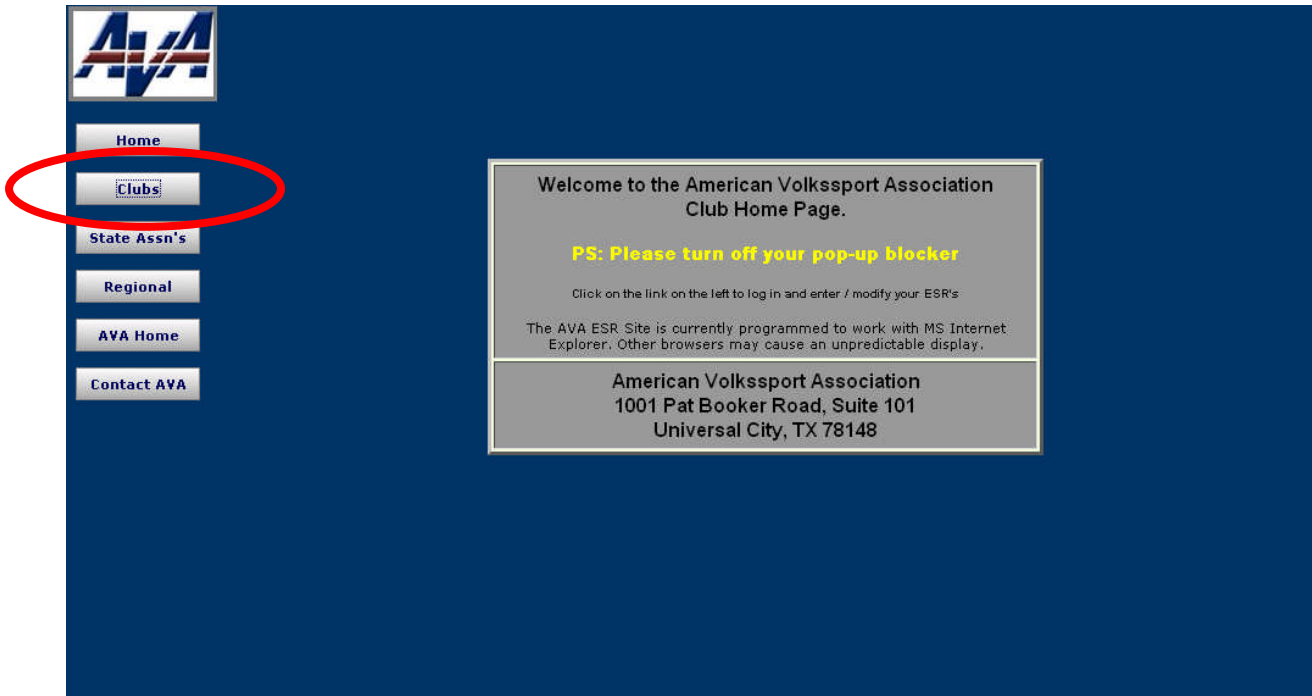 AVA
Home
Clubs
State Assn's
Regional
AVA Home
Contact AVA
Welcome to the American Volkssport Association
Club Home Page.
PS: Please turn off your pop-up blocker
Click on the link on the left to log in and enter / modify your ESR's
The AVA ESR Site is currently programmed to work with MS Internet
Explorer. Other browsers may cause an unpredictable display.
American Volkssport Association
1001 Pat Booker Road, Suite 101
Universal City, TX 78148